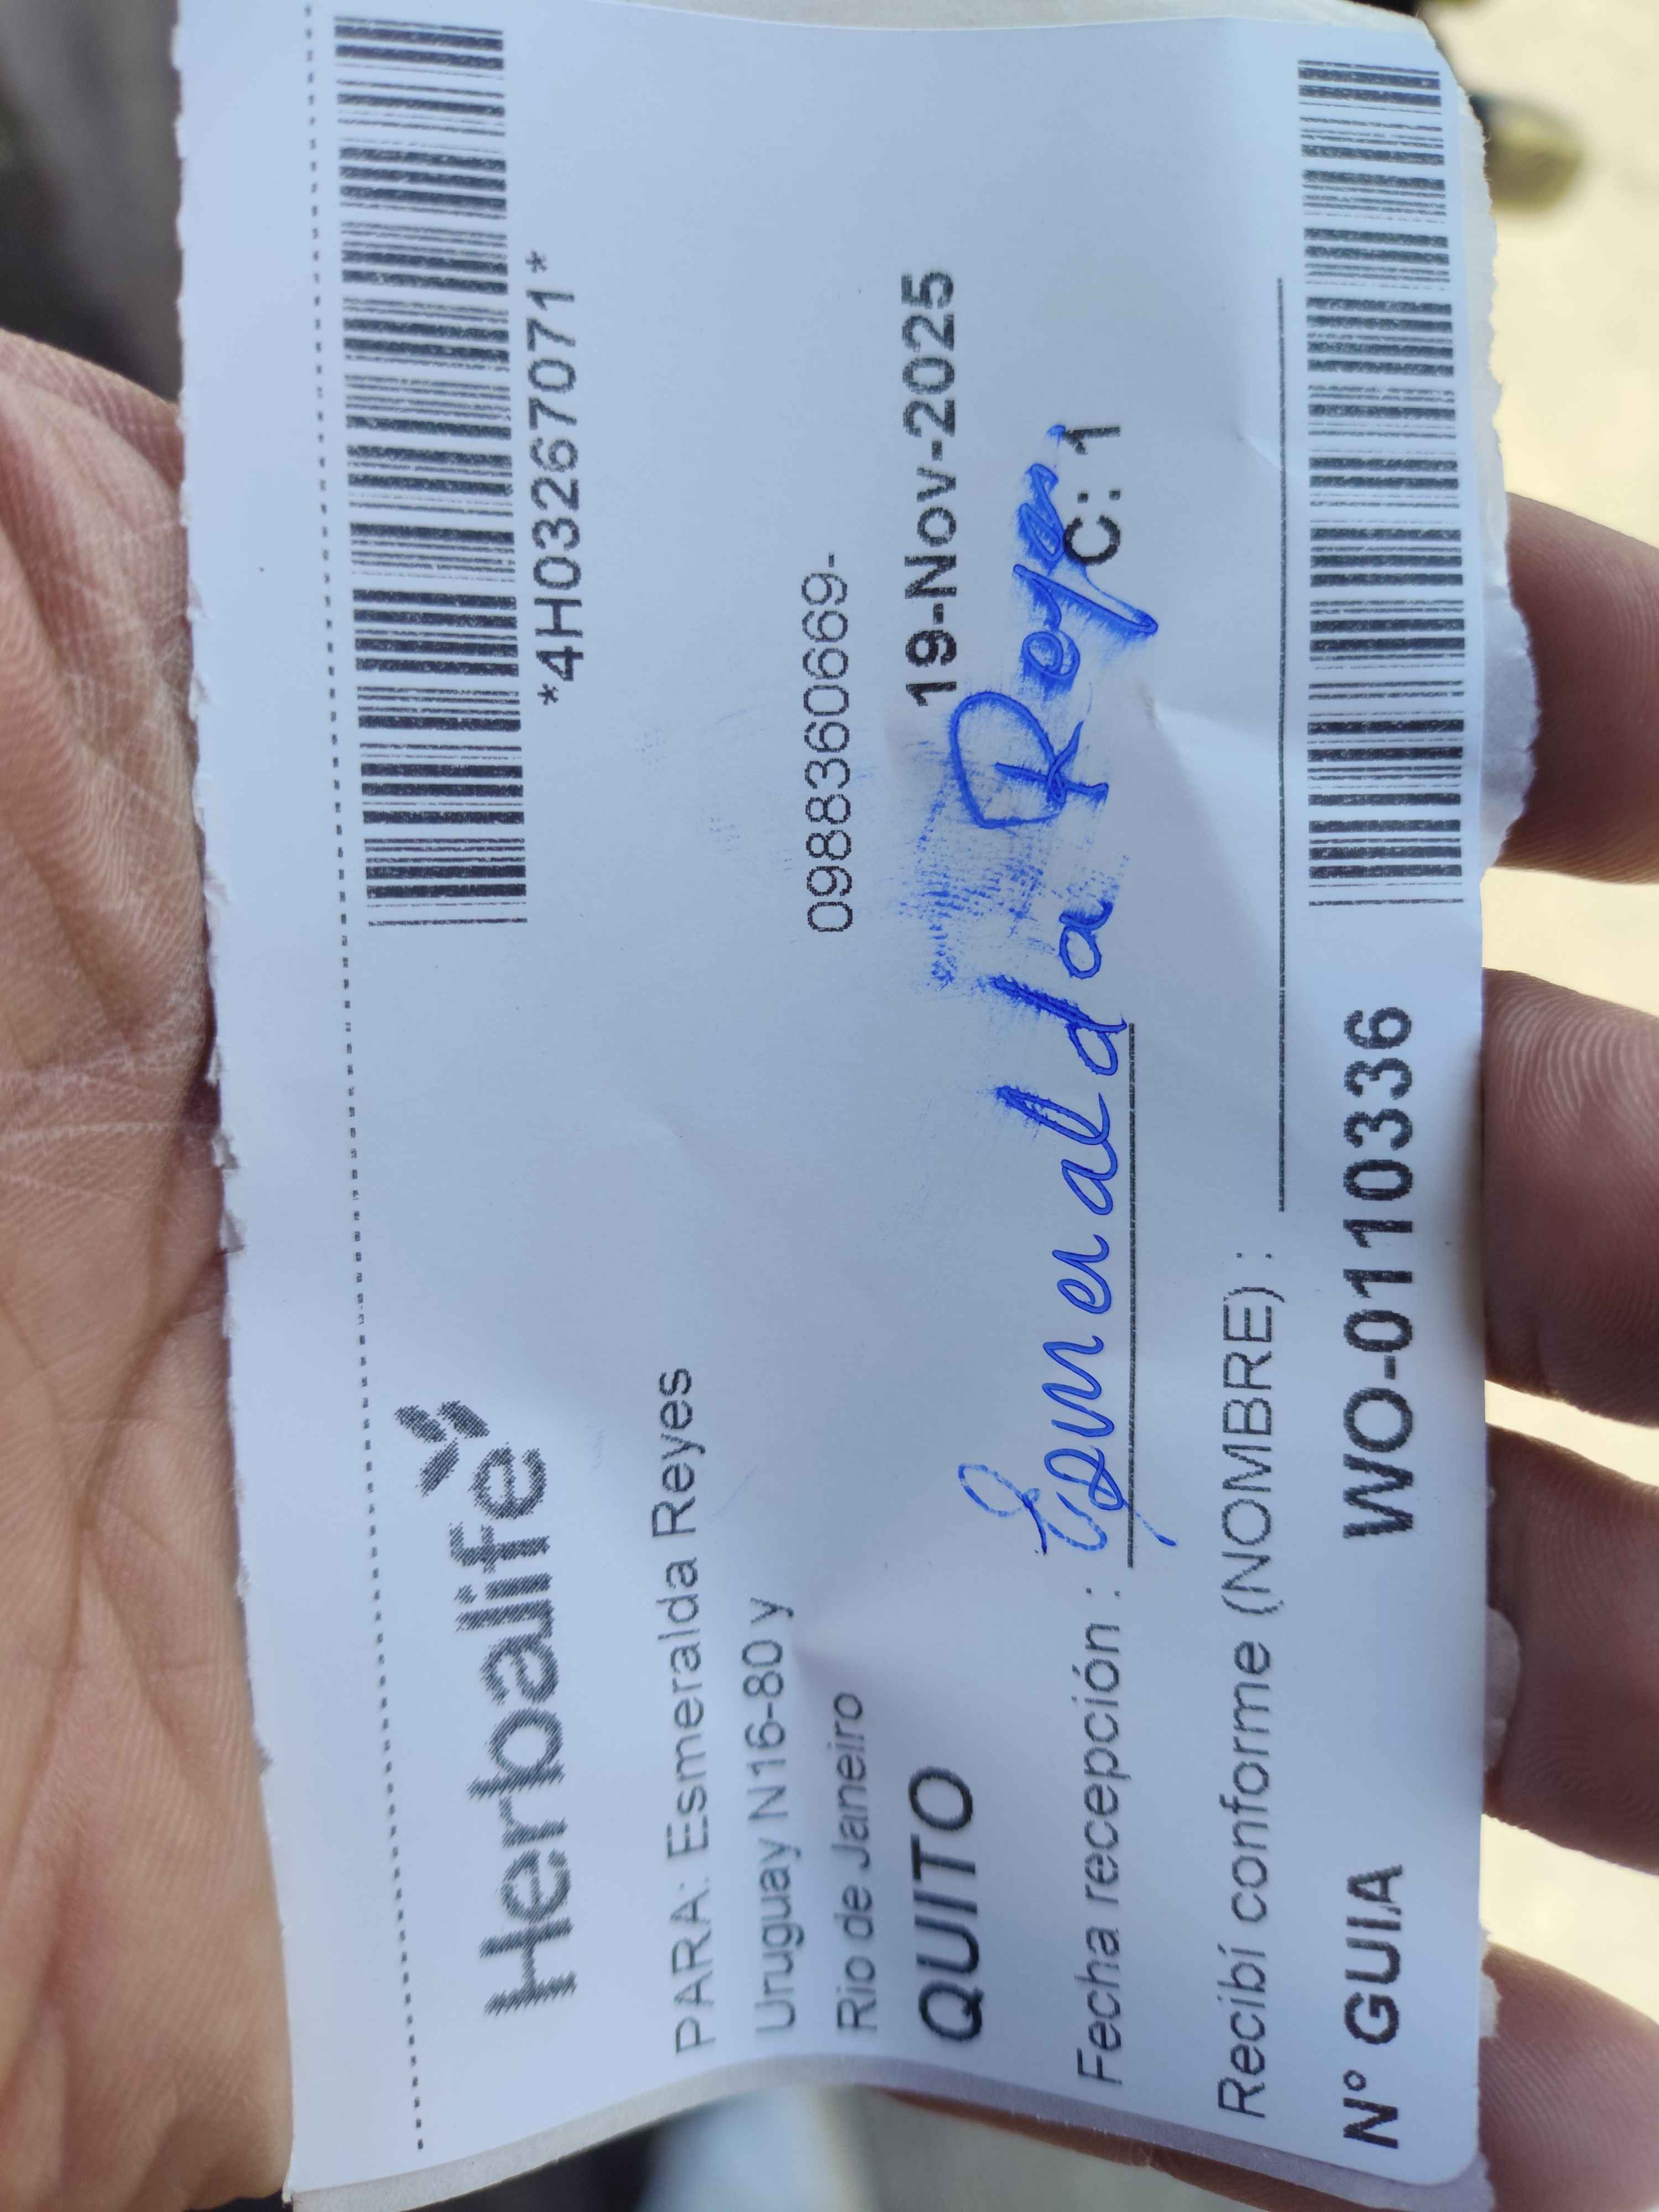 *4H03267071*
Herbalife
PARA: Esmeralda Reyes
Uruguay N16-80 y
Rio de Janeiro 0988360669-
QUITO 19-Nov-2025
Fecha recepción : Esmeralda Reyes C: 1
Recibí conforme (NOMBRE) :
N° GUIA WO-0110336